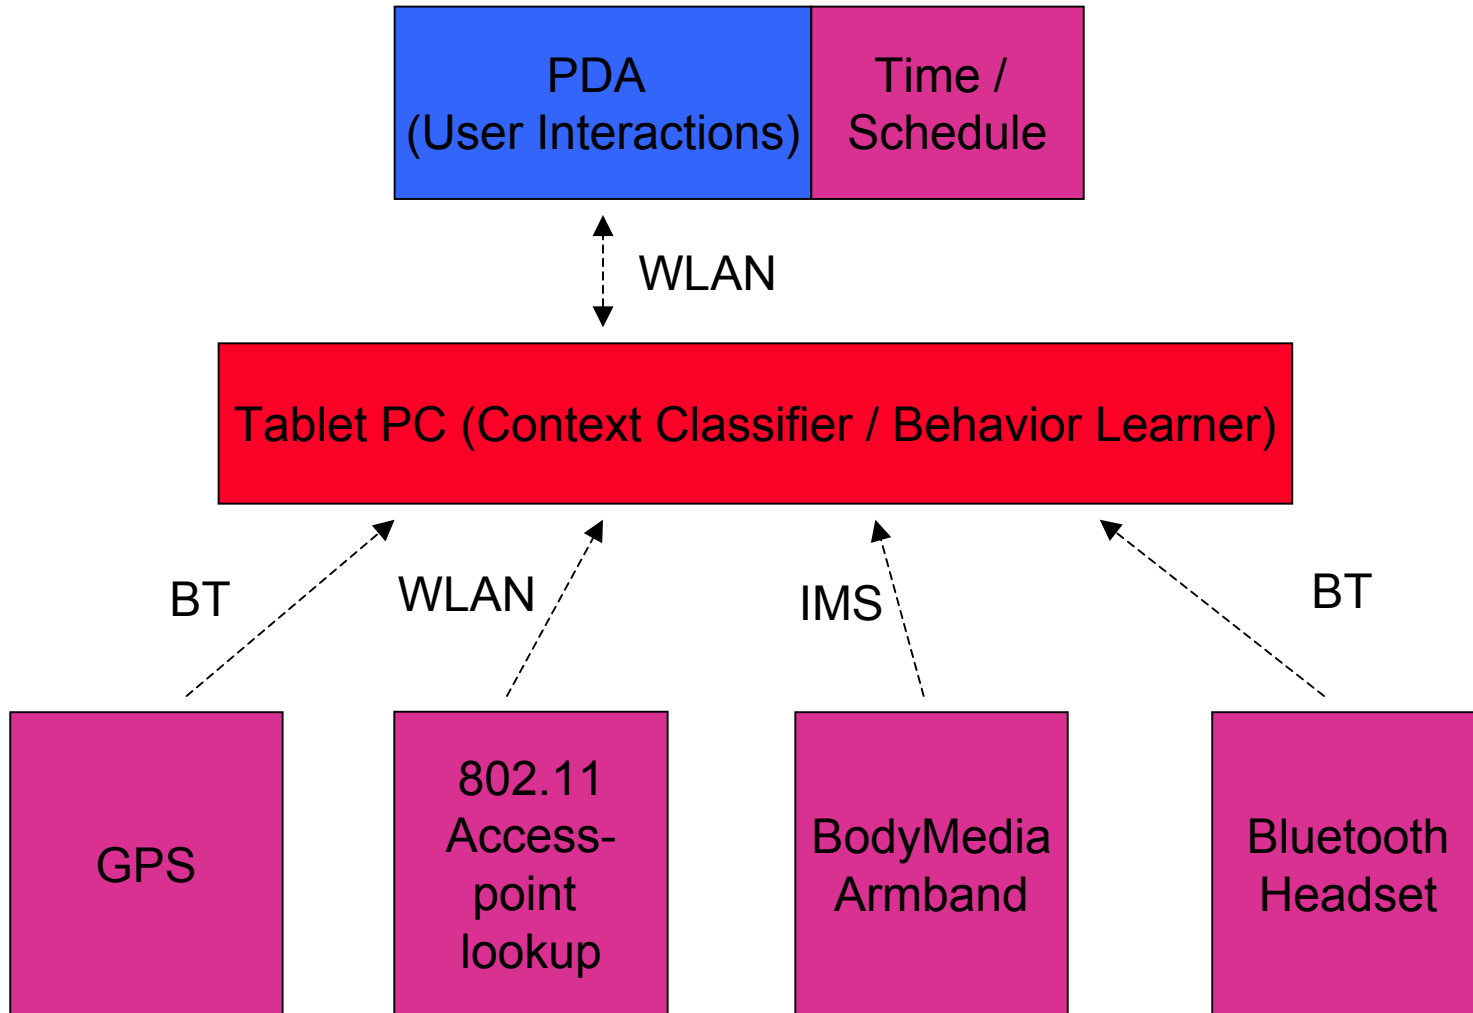 PDA
(User Interactions)
Time /
Schedule
WLAN
Tablet PC (Context Classifier / Behavior Learner)
BT
WLAN
IMS
BT
GPS
802.11
Access-
point
lookup
BodyMedia
Armband
Bluetooth
Headset